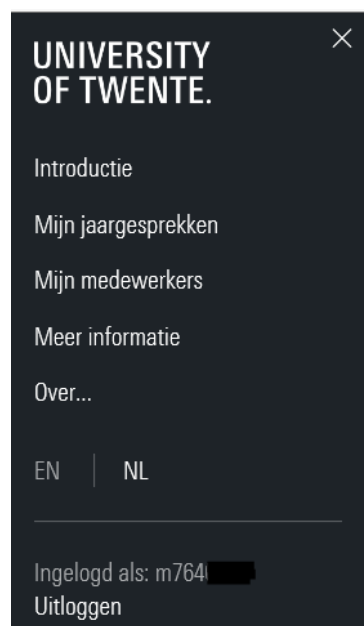 UNIVERSITY
OF TWENTE.
Introductie
Mijn jaargesprekken
Mijn medewerkers
Meer informatie
Over...
EN | NL
Ingelogd als: m764
Uitloggen